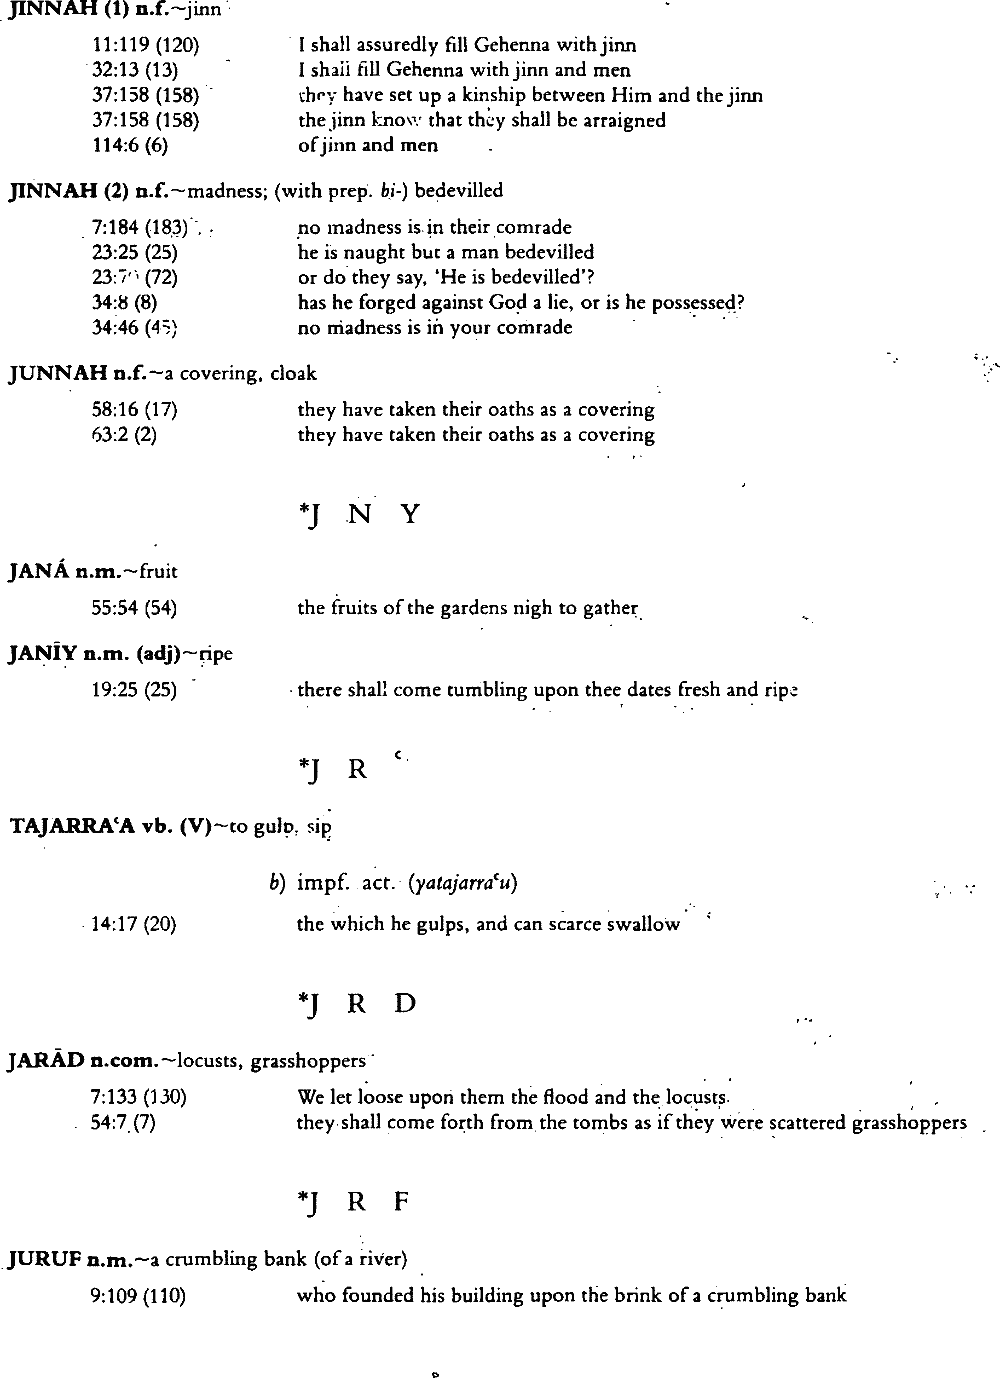 JINNAH (1) n.f.~jinn
11:119 (120) I shall assuredly fill Gehenna with jinn
32:13 (13) I shall fill Gehenna with jinn and men
37:158 (158) they have set up a kinship between Him and the jinn
37:158 (158) the jinn know that they shall be arraigned
114:6 (6) of jinn and men
JINNAH (2) n.f.~madness; (with prep. bi-) bedevilled
7:184 (183) no madness is in their comrade
23:25 (25) he is naught but a man bedevilled
(72) or do they say, ‘He is bedevilled’?
34:8 (8) has he forged against God a lie, or is he possessed?
34:46 (45) no madness is in your comrade
JUNNAH n.f.~a covering, cloak
58:16 (17) they have taken their oaths as a covering
63:2 (2) they have taken their oaths as a covering
*J N Y
JANÁ n.m.~fruit
55:54 (54) the fruits of the gardens nigh to gather
JANĪY n.m. (adj)~ripe
19:25 (25) there shall come tumbling upon thee dates fresh and ripe
*J R ʿ
TAJARRAʿA vb. (V)~to gulp, sip
b) impf. act. (yatajarraʿu)
14:17 (20) the which he gulps, and can scarce swallow
*J R D
JARĀD n.com.~locusts, grasshoppers
7:133 (130) We let loose upon them the flood and the locusts
54:7 (7) they shall come forth from the tombs as if they were scattered grasshoppers
*J R F
JURUF n.m.~a crumbling bank (of a river)
9:109 (110) who founded his building upon the brink of a crumbling bank